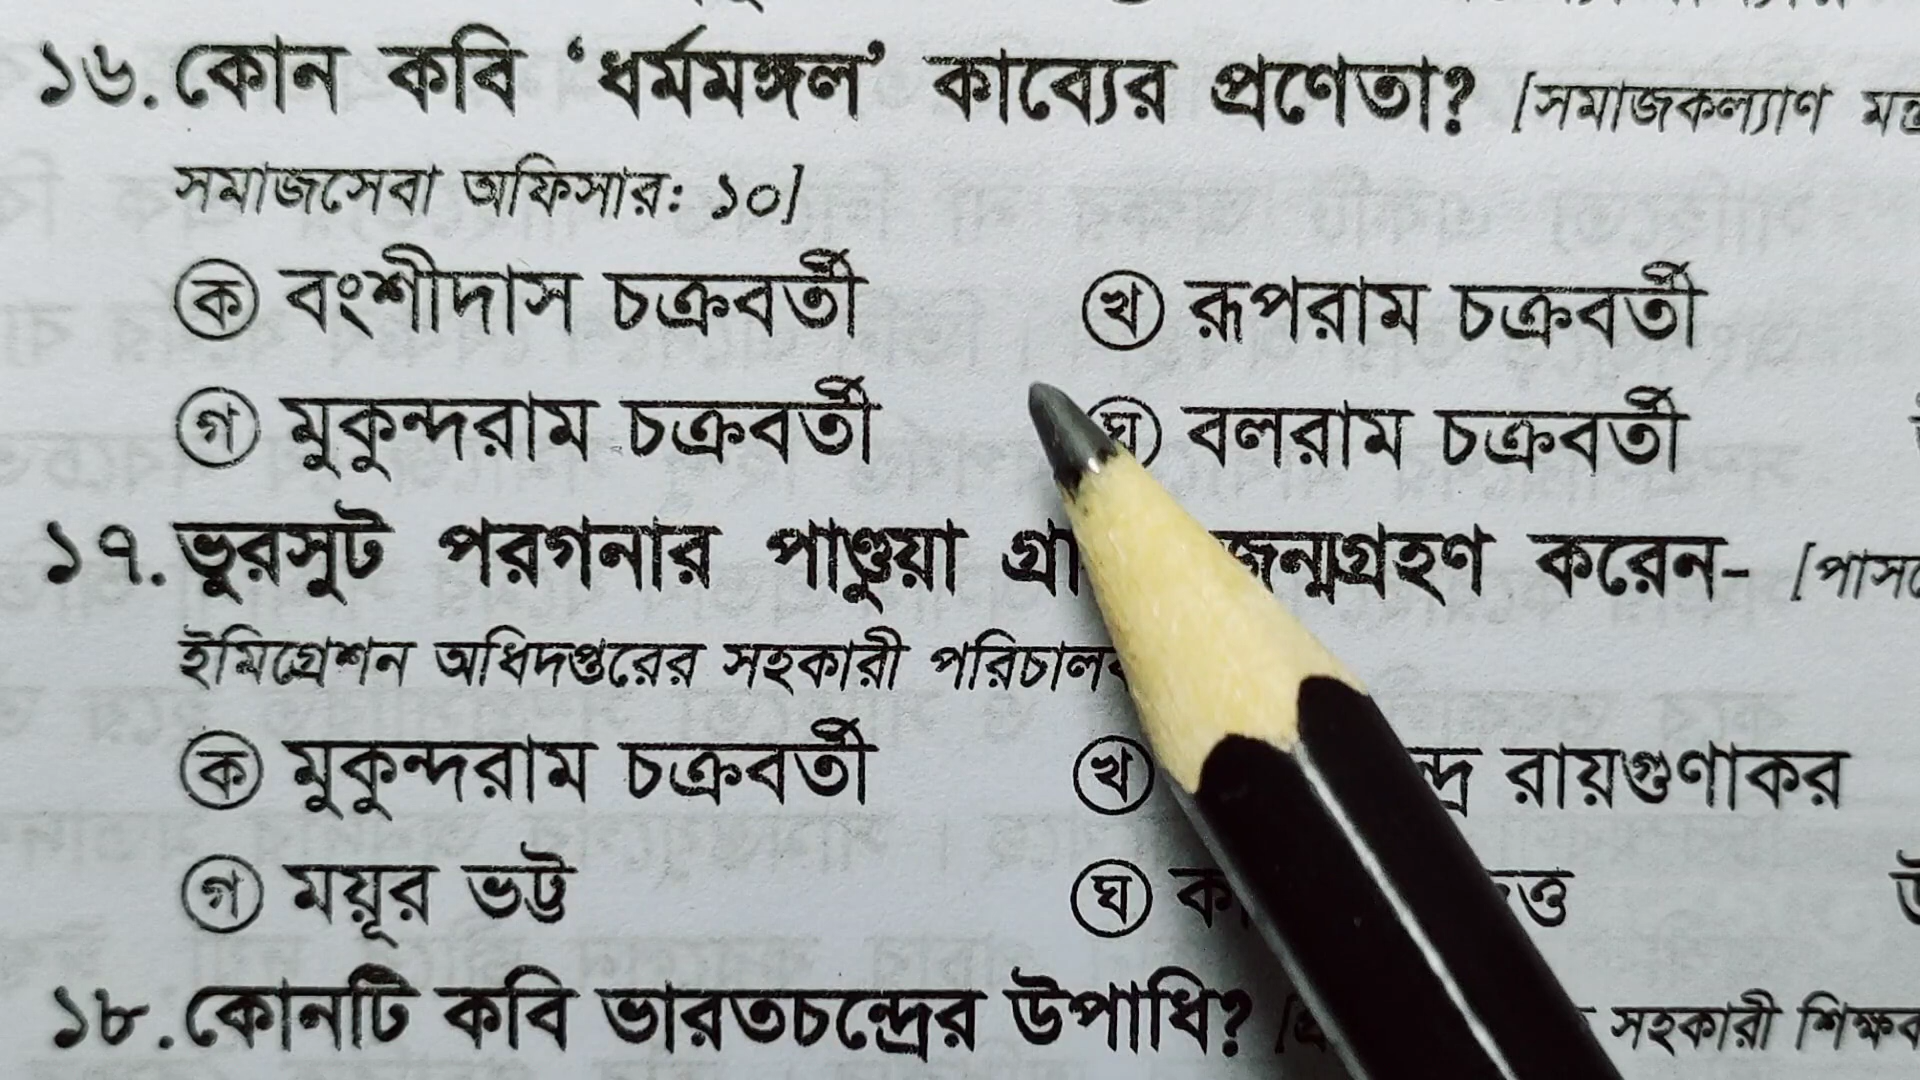 ১৬. কোন কবি ‘ধর্মমঙ্গল’ কাব্যের প্রণেতা? [সমাজকল্যাণ
সমাজসেবা অফিসার: ১০]
ক বংশীদাস চক্রবর্তী খ রূপরাম চক্রবর্তী
গ মুকুন্দরাম চক্রবর্তী ঘ বলরাম চক্রবর্তী
১৭. ভুরসুট পরগনার পাণ্ডুয়া জন্মগ্রহণ করেন-
ইমিগ্রেশন অধিদপ্তরের সহকারী
ক মুকুন্দরাম চক্রবর্তী খ রায়গুণাকর
গ ময়ূর ভট্ট ঘ
১৮. কোনটি কবি ভারতচন্দ্রের উপাধি? সহকারী